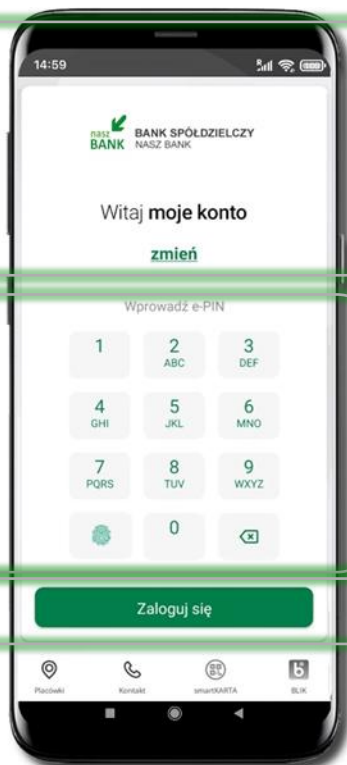 14:59
nasz
BANK
BANK SPÓŁDZIELCZY
NASZ BANK
Witaj moje konto
zmień
Wprowadź e-PIN
1 2 3
ABC DEF
4 5 6
GHI JKL MNO
7 8 9
PQRS TUV WXYZ
0
Zaloguj się
Placówki Kontakt smartKARTA BLIK